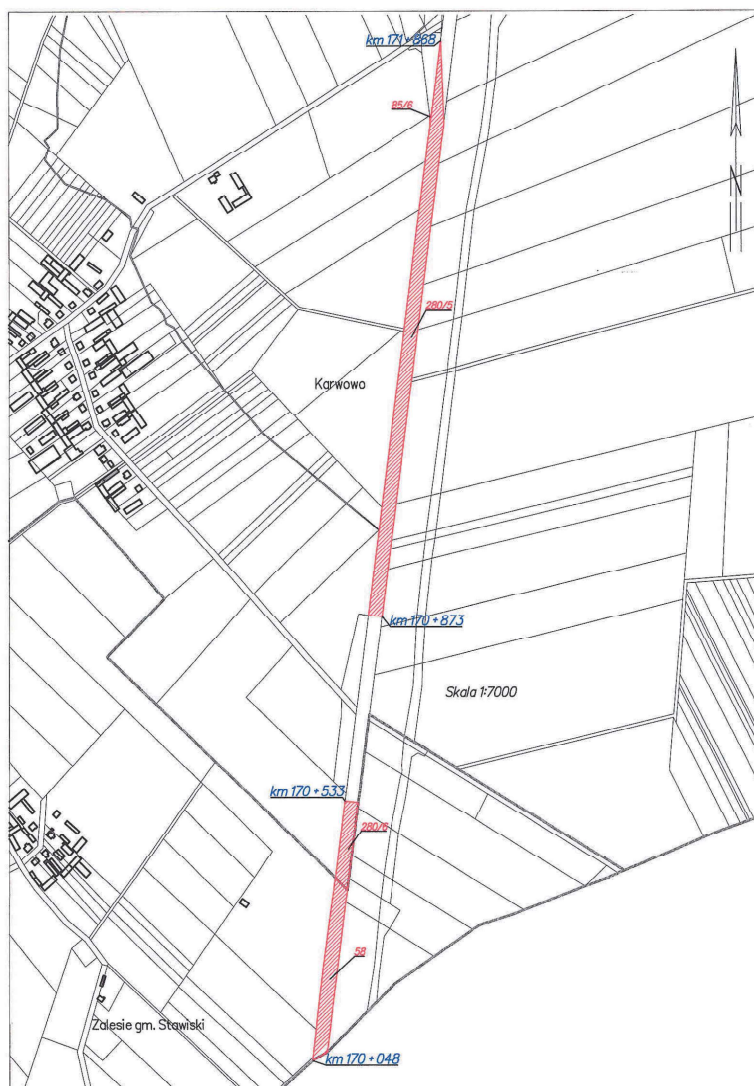 km 171 + 868
85/6
N
280/5
Karwowo
km 170 + 873
Skala 1:7000
km 170 + 533
280/6
58
Zalesie gm. Stawiski
km 170 + 048